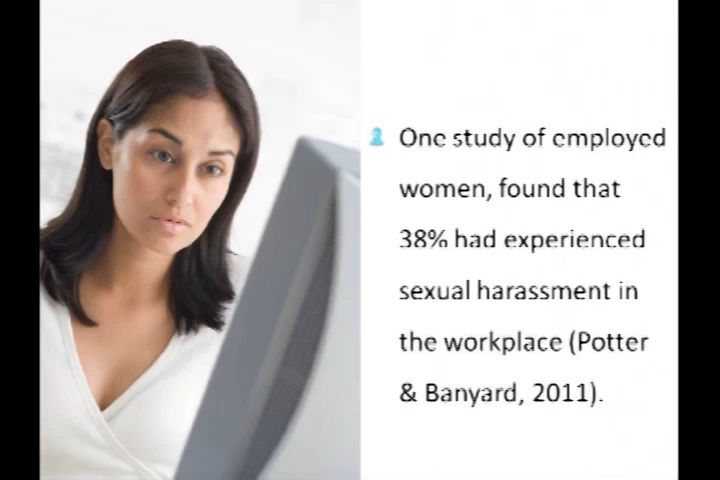 One study of employed
women, found that
38% had experienced
sexual harassment in
the workplace (Potter
& Banyard, 2011).